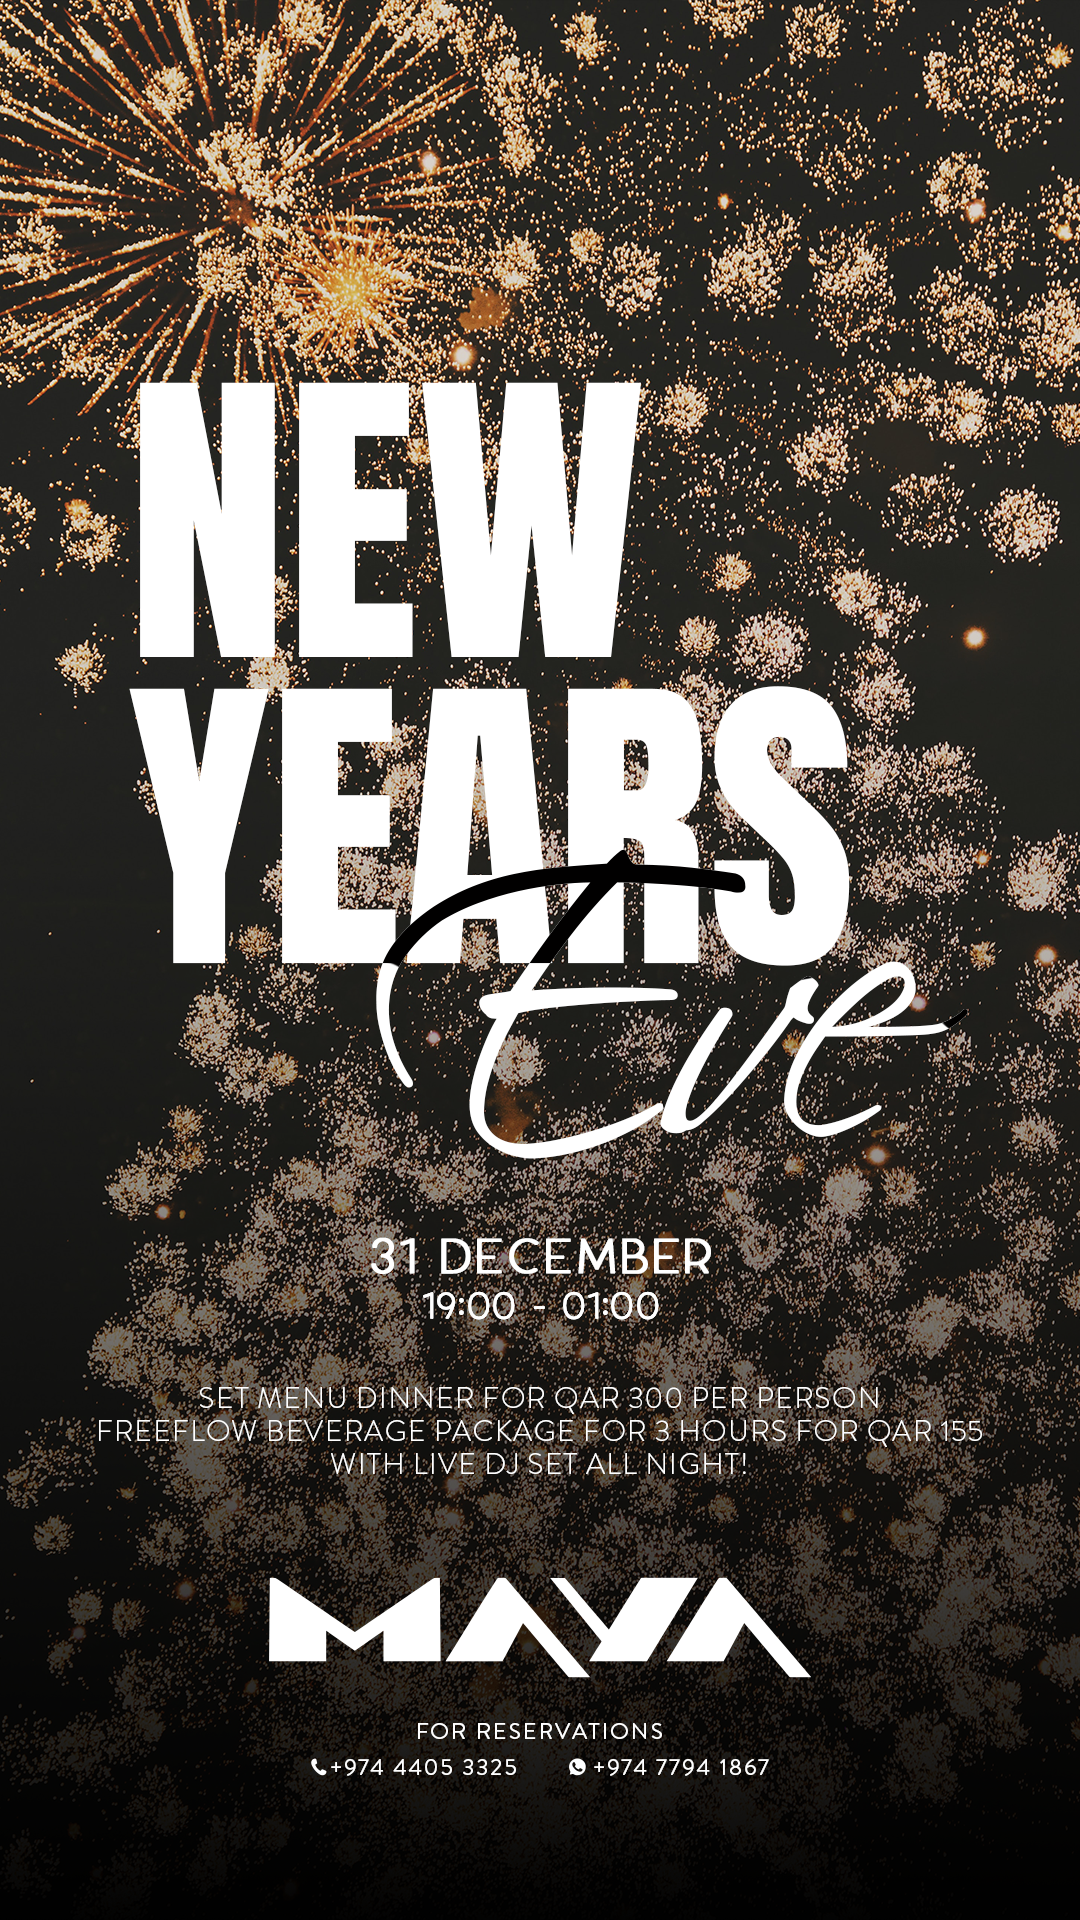 NEW
YEARS
Eve
31 DECEMBER
19:00 - 01:00
SET MENU DINNER FOR QAR 300 PER PERSON
FREEFLOW BEVERAGE PACKAGE FOR 3 HOURS FOR QAR 155
WITH LIVE DJ SET ALL NIGHT!
MAYA
FOR RESERVATIONS
+974 4405 3325 +974 7794 1867